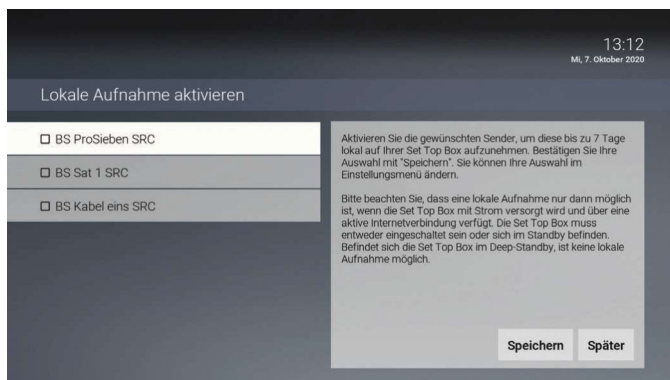 13:12
Mi, 7. Oktober 2020
Lokale Aufnahme aktivieren
BS ProSieben SRC
BS Sat 1 SRC
BS Kabel eins SRC
Aktivieren Sie die gewünschten Sender, um diese bis zu 7 Tage
lokal auf Ihrer Set Top Box aufzunehmen. Bestätigen Sie Ihre
Auswahl mit "Speichern". Sie können Ihre Auswahl im
Einstellungsmenü ändern.
Bitte beachten Sie, dass eine lokale Aufnahme nur dann möglich
ist, wenn die Set Top Box mit Strom versorgt wird und über eine
aktive Internetverbindung verfügt. Die Set Top Box muss
entweder eingeschaltet sein oder sich im Standby befinden.
Befindet sich die Set Top Box im Deep-Standby, ist keine lokale
Aufnahme möglich.
Speichern Später